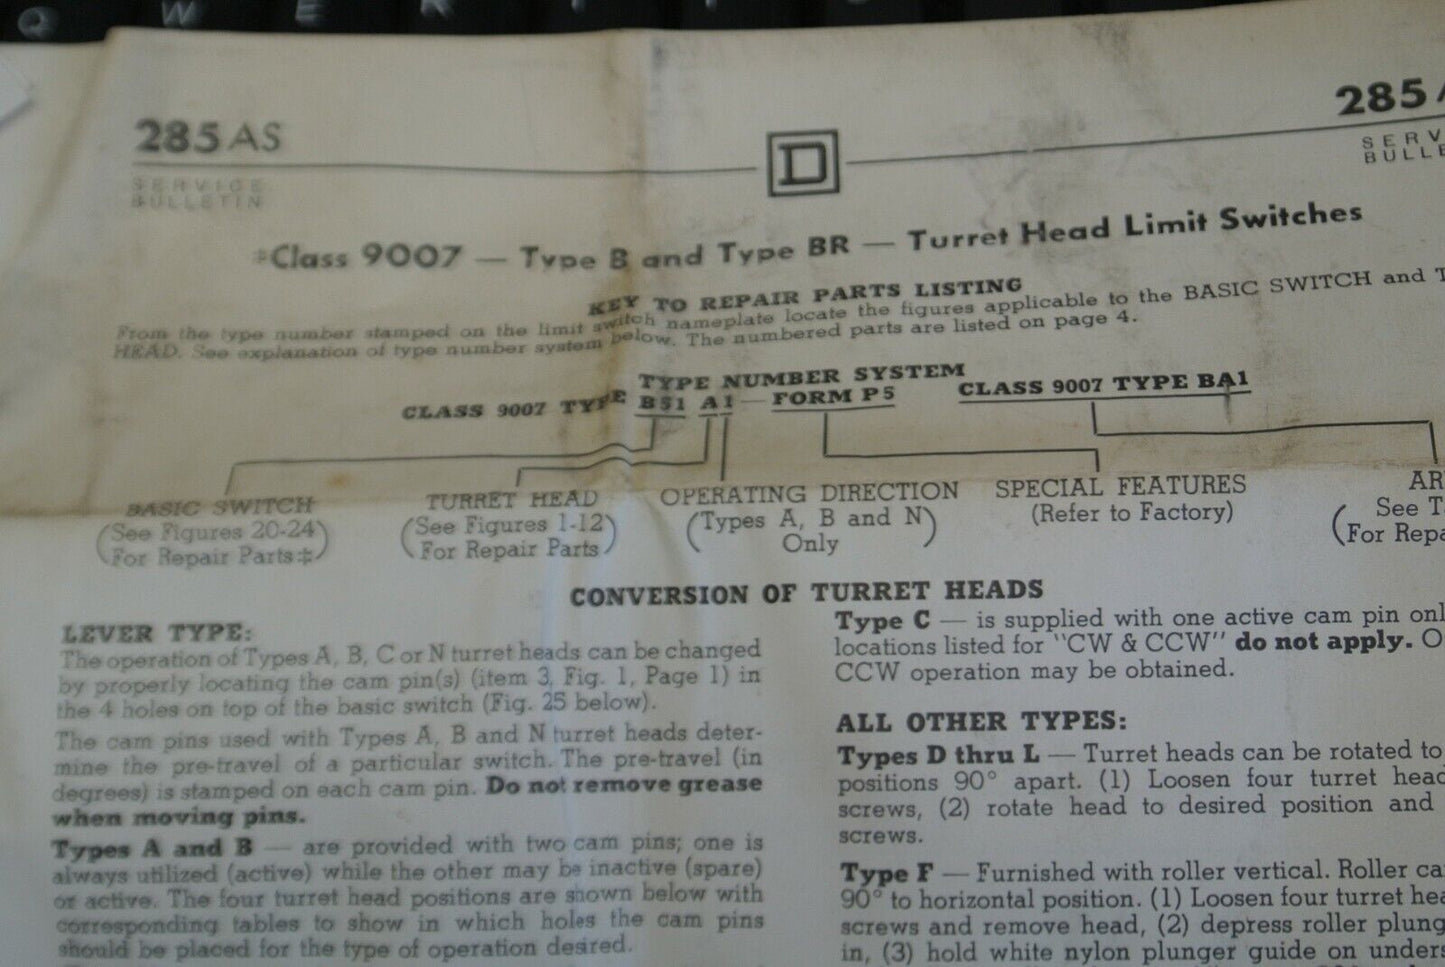 Q W E R T
285 AS
SERVICE
BULLETIN
D
285
SERV
BULLE
*Class 9007 — Type B and Type BR — Turret Head Limit Switches
KEY TO REPAIR PARTS LISTING
From the type number stamped on the limit switch nameplate locate the figures applicable to the BASIC SWITCH and T
HEAD. See explanation of type number system below. The numbered parts are listed on page 4.
TYPE NUMBER SYSTEM
CLASS 9007 TYPE B51 A1 — FORM P5 CLASS 9007 TYPE BA1
BASIC SWITCH
(See Figures 20-24)
(For Repair Parts‡)
TURRET HEAD
(See Figures 1-12)
(For Repair Parts)
OPERATING DIRECTION
(Types A, B and N)
Only
SPECIAL FEATURES
(Refer to Factory)
AR
See T
(For Repa
CONVERSION OF TURRET HEADS
LEVER TYPE:
The operation of Types A, B, C or N turret heads can be changed
by properly locating the cam pin(s) (item 3, Fig. 1, Page 1) in
the 4 holes on top of the basic switch (Fig. 25 below).
The cam pins used with Types A, B and N turret heads deter-
mine the pre-travel of a particular switch. The pre-travel (in
degrees) is stamped on each cam pin. Do not remove grease
when moving pins.
Types A and B — are provided with two cam pins; one is
always utilized (active) while the other may be inactive (spare)
or active. The four turret head positions are shown below with
corresponding tables to show in which holes the cam pins
should be placed for the type of operation desired.
Type C — is supplied with one active cam pin onl
locations listed for "CW & CCW" do not apply. O
CCW operation may be obtained.
ALL OTHER TYPES:
Types D thru L — Turret heads can be rotated to
positions 90° apart. (1) Loosen four turret head
screws, (2) rotate head to desired position and
screws.
Type F — Furnished with roller vertical. Roller ca
90° to horizontal position. (1) Loosen four turret hea
screws and remove head, (2) depress roller plung
in, (3) hold white nylon plunger guide on unders